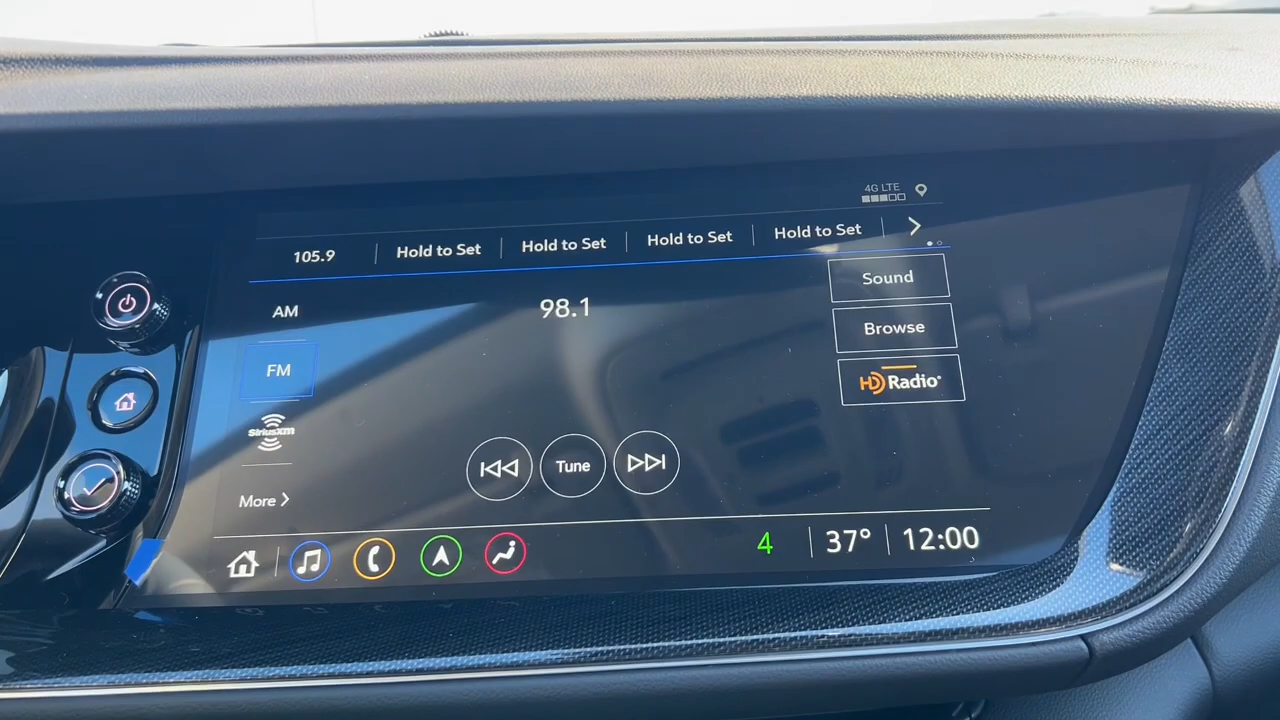 4G LTE
105.9 Hold to Set Hold to Set Hold to Set Hold to Set
Sound
AM 98.1
Browse
FM
HD Radio
SiriusXM
Tune
More
4 37° 12:00